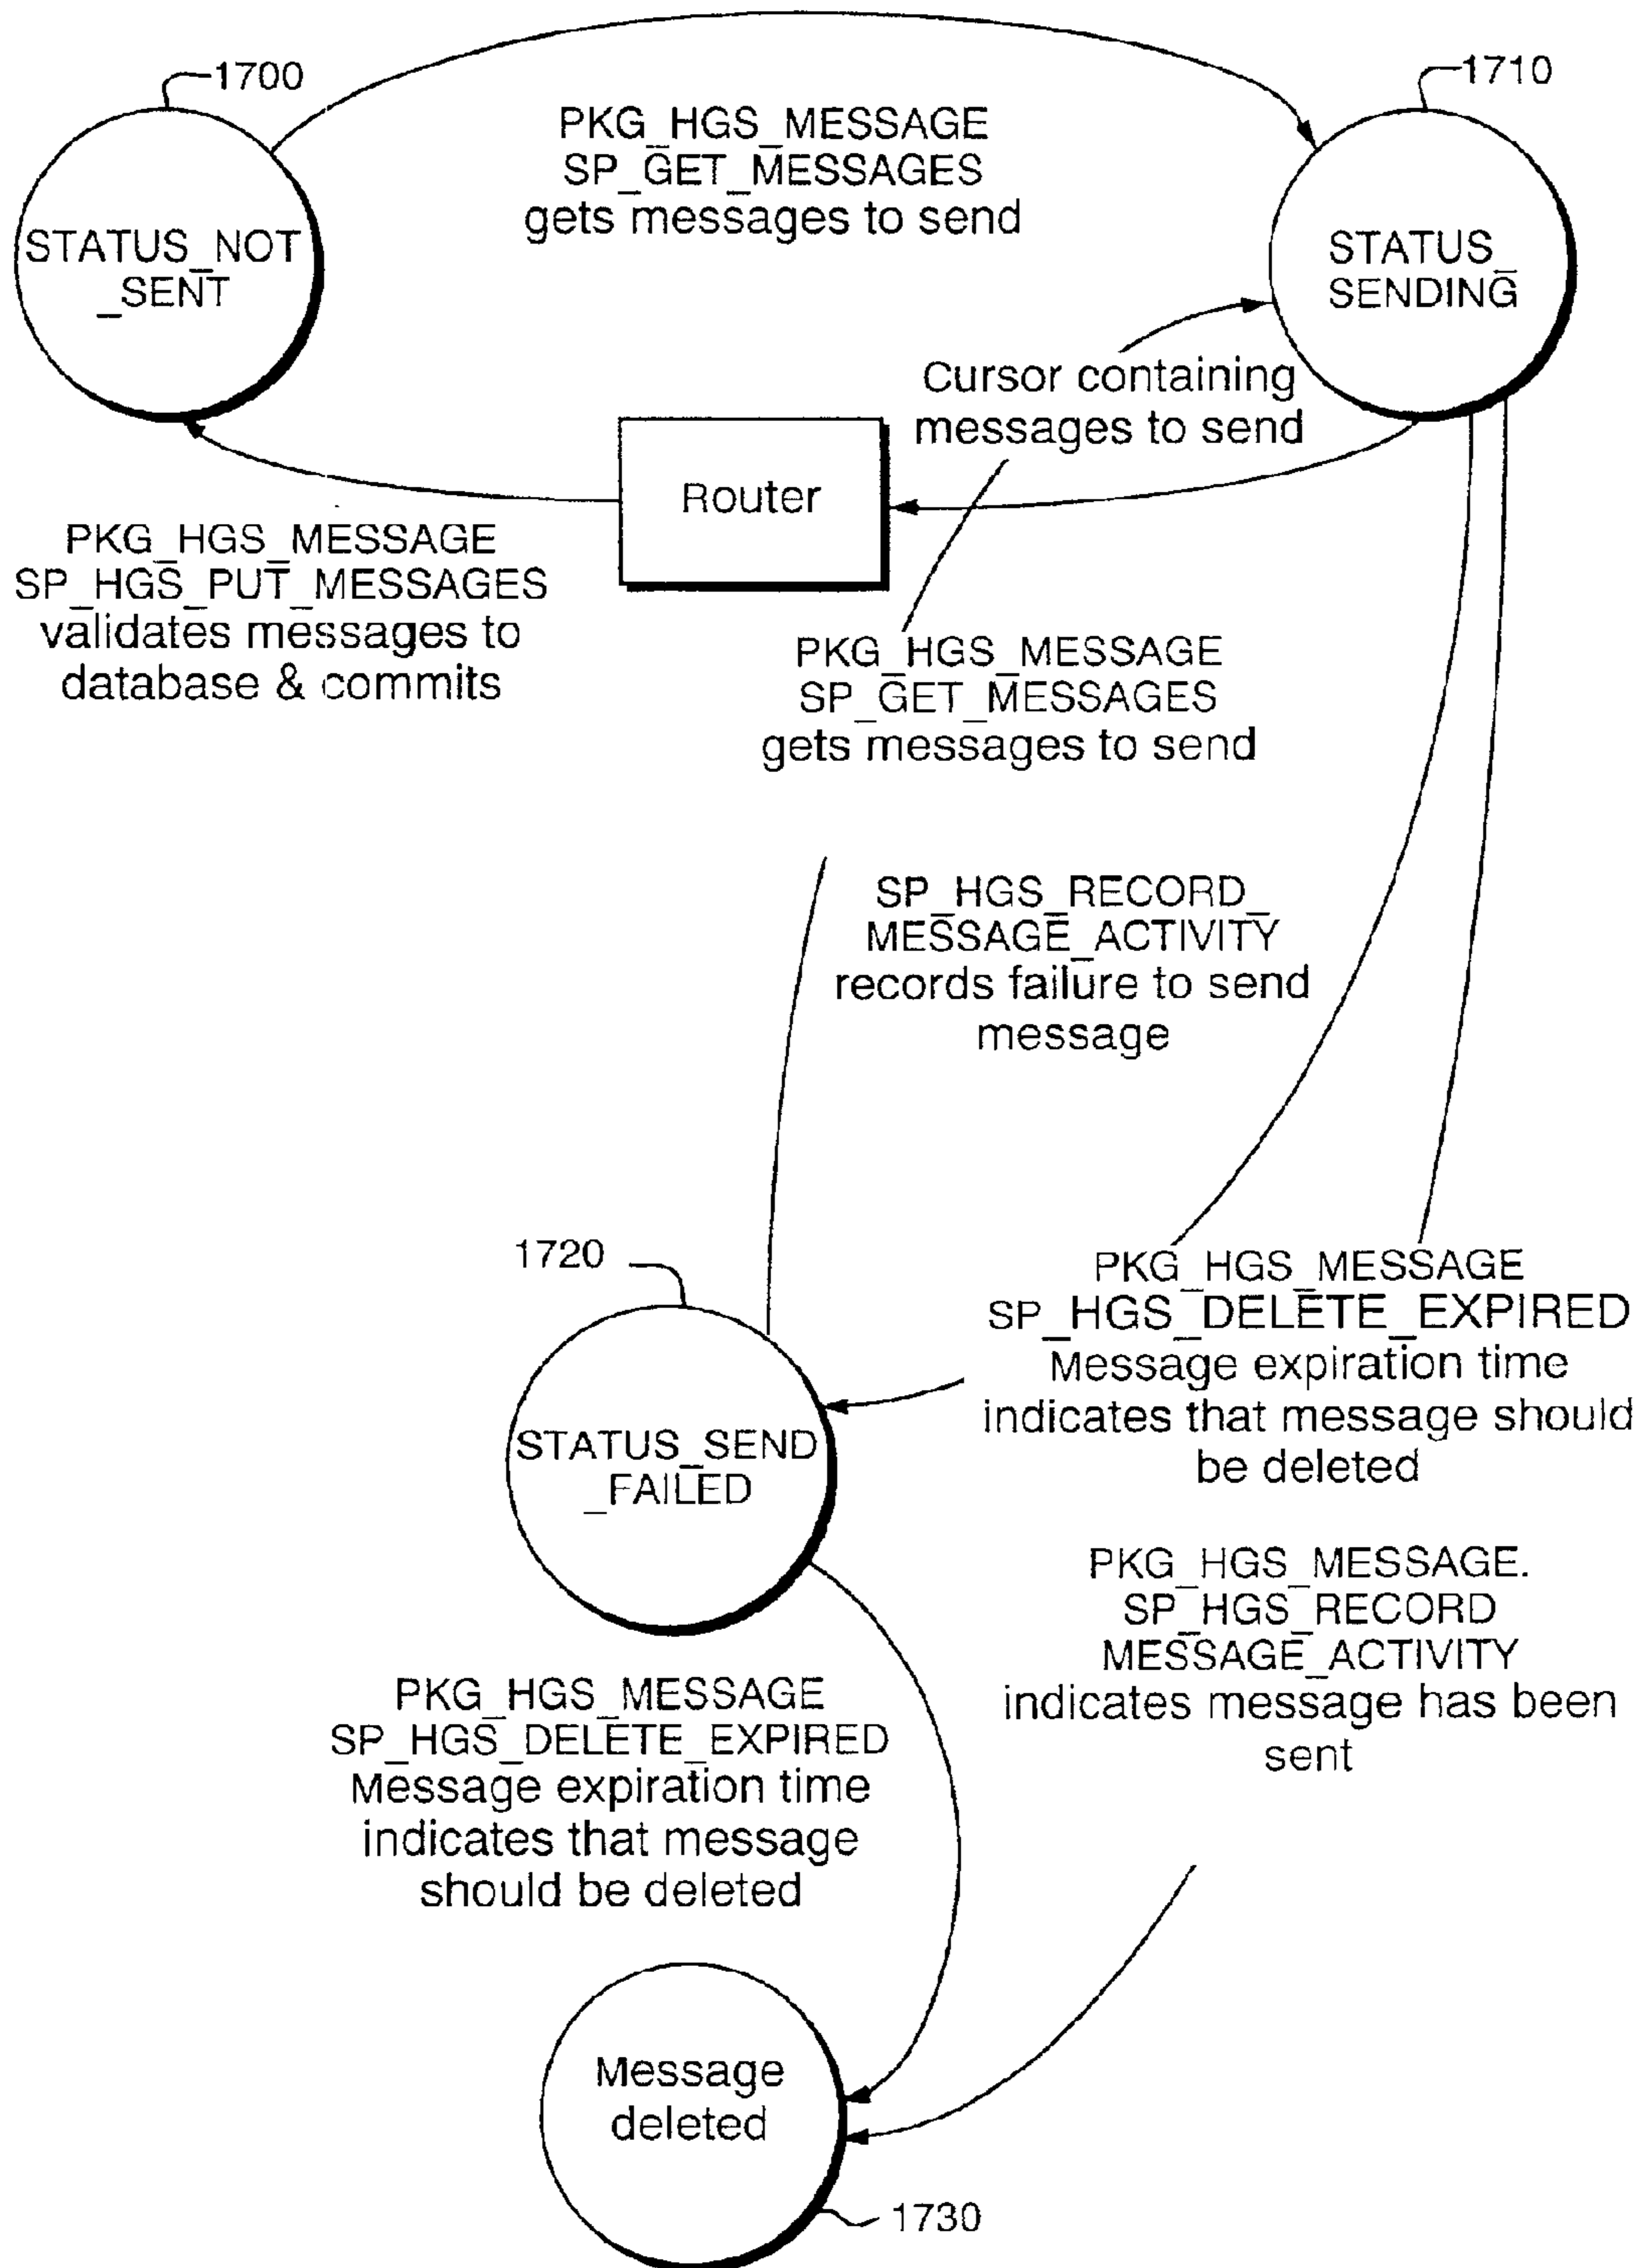 1700
1710
PKG_HGS_MESSAGE
SP_GET_MESSAGES
gets messages to send
STATUS_NOT
_SENT
STATUS_
SENDING
Cursor containing
messages to send
Router
PKG_HGS_MESSAGE
SP_HGS_PUT_MESSAGES
validates messages to
database & commits
PKG_HGS_MESSAGE
SP_GET_MESSAGES
gets messages to send
SP_HGS_RECORD_
MESSAGE_ACTIVITY
records failure to send
message
1720
PKG_HGS_MESSAGE
SP_HGS_DELETE_EXPIRED
Message expiration time
indicates that message should
be deleted
STATUS_SEND
_FAILED
PKG_HGS_MESSAGE.
SP_HGS_RECORD
MESSAGE_ACTIVITY
indicates message has been
sent
PKG_HGS_MESSAGE
SP_HGS_DELETE_EXPIRED
Message expiration time
indicates that message
should be deleted
Message
deleted
1730